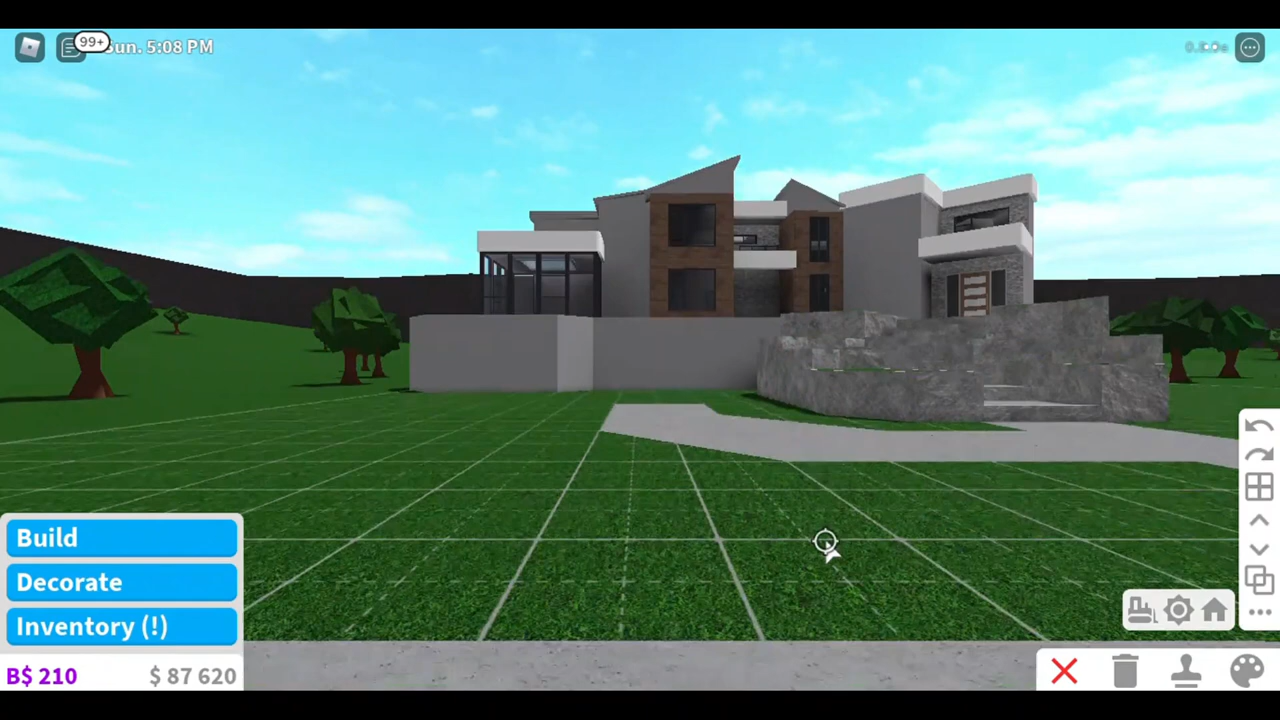 99+
Sun. 5:08 PM
Build
Decorate
Inventory (!)
B$ 210
$ 87 620